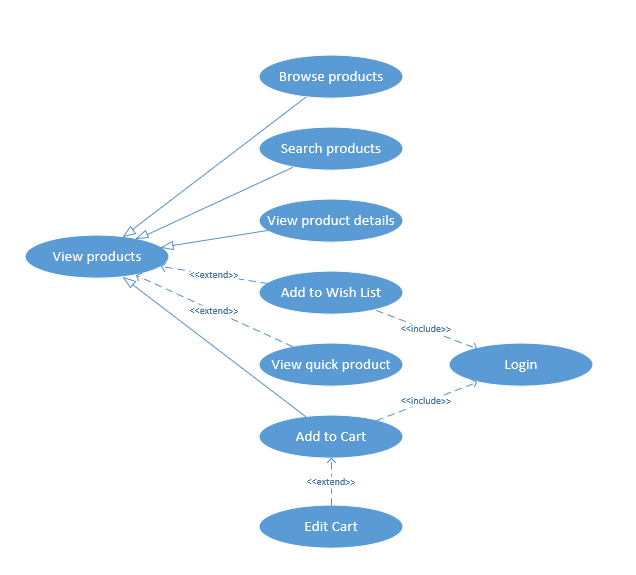 Browse products
Search products
View product details
View products
<<extend>>
Add to Wish List
<<extend>>
<<include>>
View quick product
Login
<<include>>
Add to Cart
<<extend>>
Edit Cart